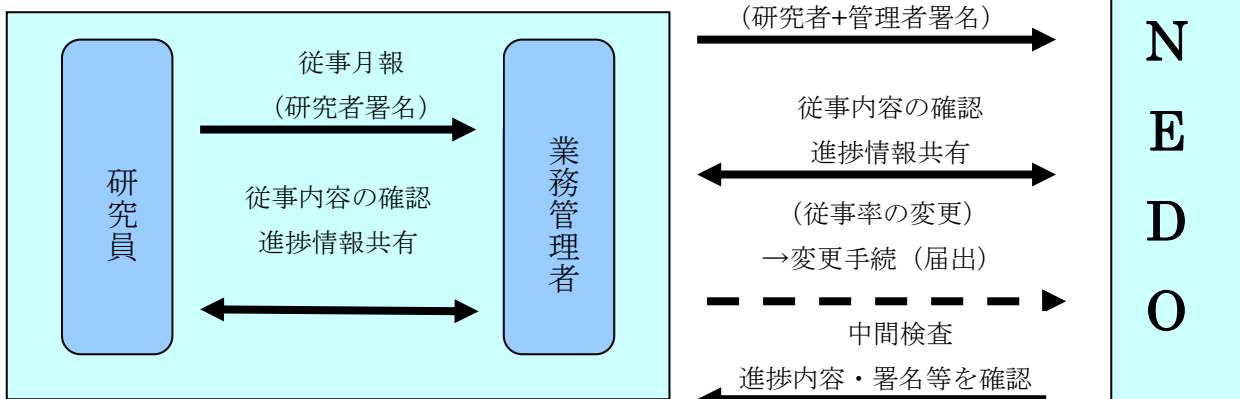 研究員
従事月報
（研究者署名）
従事内容の確認
進捗情報共有
業務管理者
（研究者+管理者署名）
従事内容の確認
進捗情報共有
（従事率の変更）
→変更手続（届出）
中間検査
進捗内容・署名等を確認
NEDO